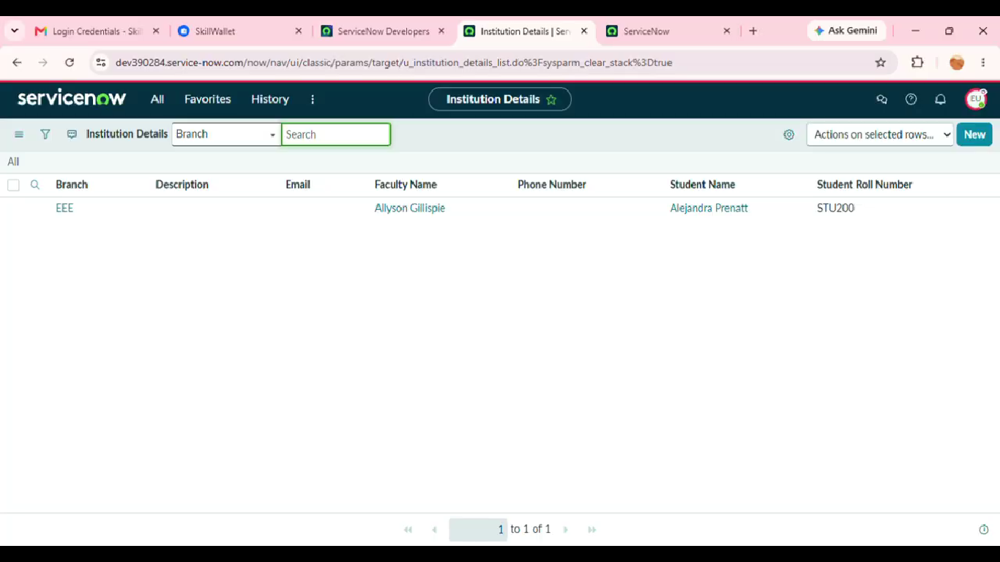 Login Credentials - Ski
SkillWallet
ServiceNow Developers
Institution Details | Ser
ServiceNow
Ask Gemini
dev390284.service-now.com/now/nav/ui/classic/params/target/u_institution_details_list.do%3Fsysparm_clear_stack%3Dtrue
servicenow All Favorites History Institution Details EU
Institution Details Branch Search Actions on selected rows... New
All
Branch Description Email Faculty Name Phone Number Student Name Student Roll Number
EEE Allyson Gillispie Alejandra Prenatt STU200
1 to 1 of 1